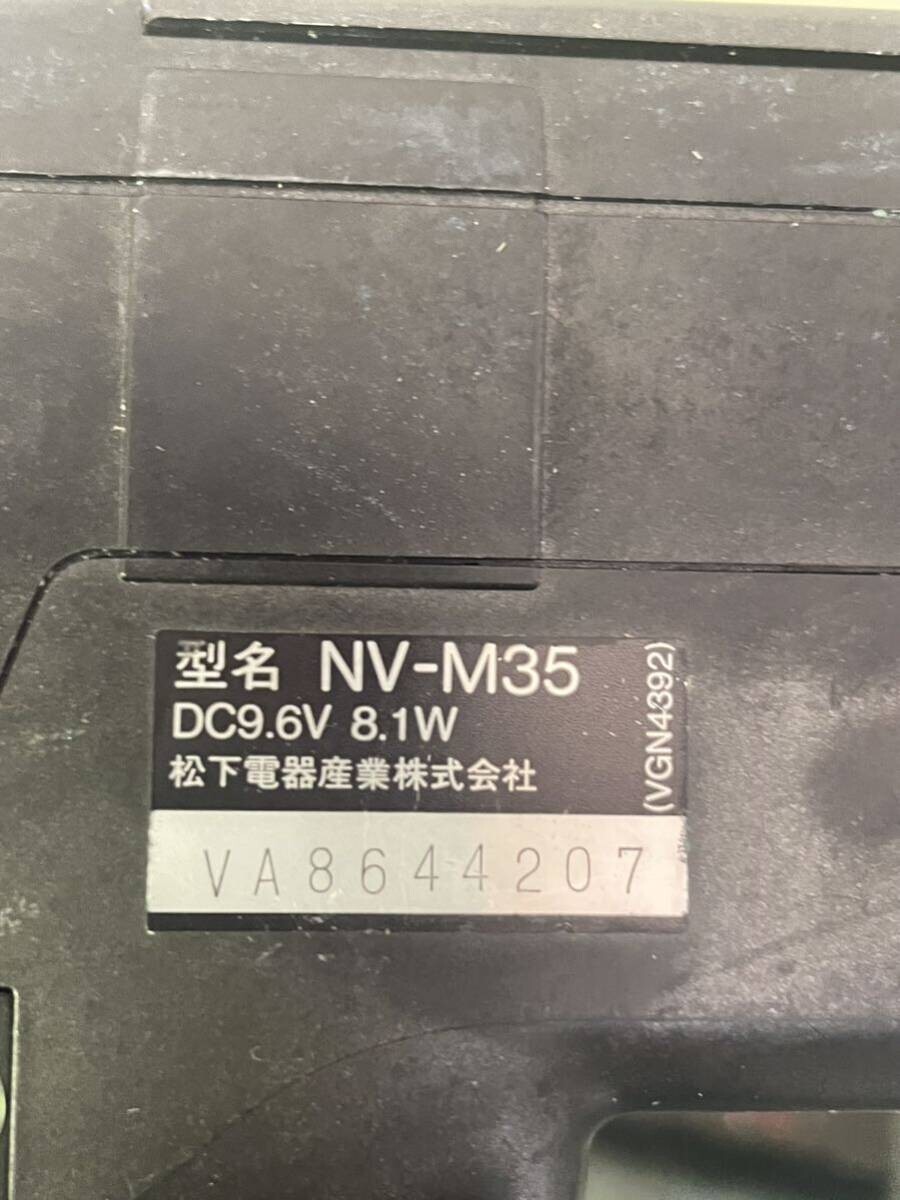 型名 NV-M35
DC9.6V 8.1W
松下電器産業株式会社
(VGN4392)
VA8644207